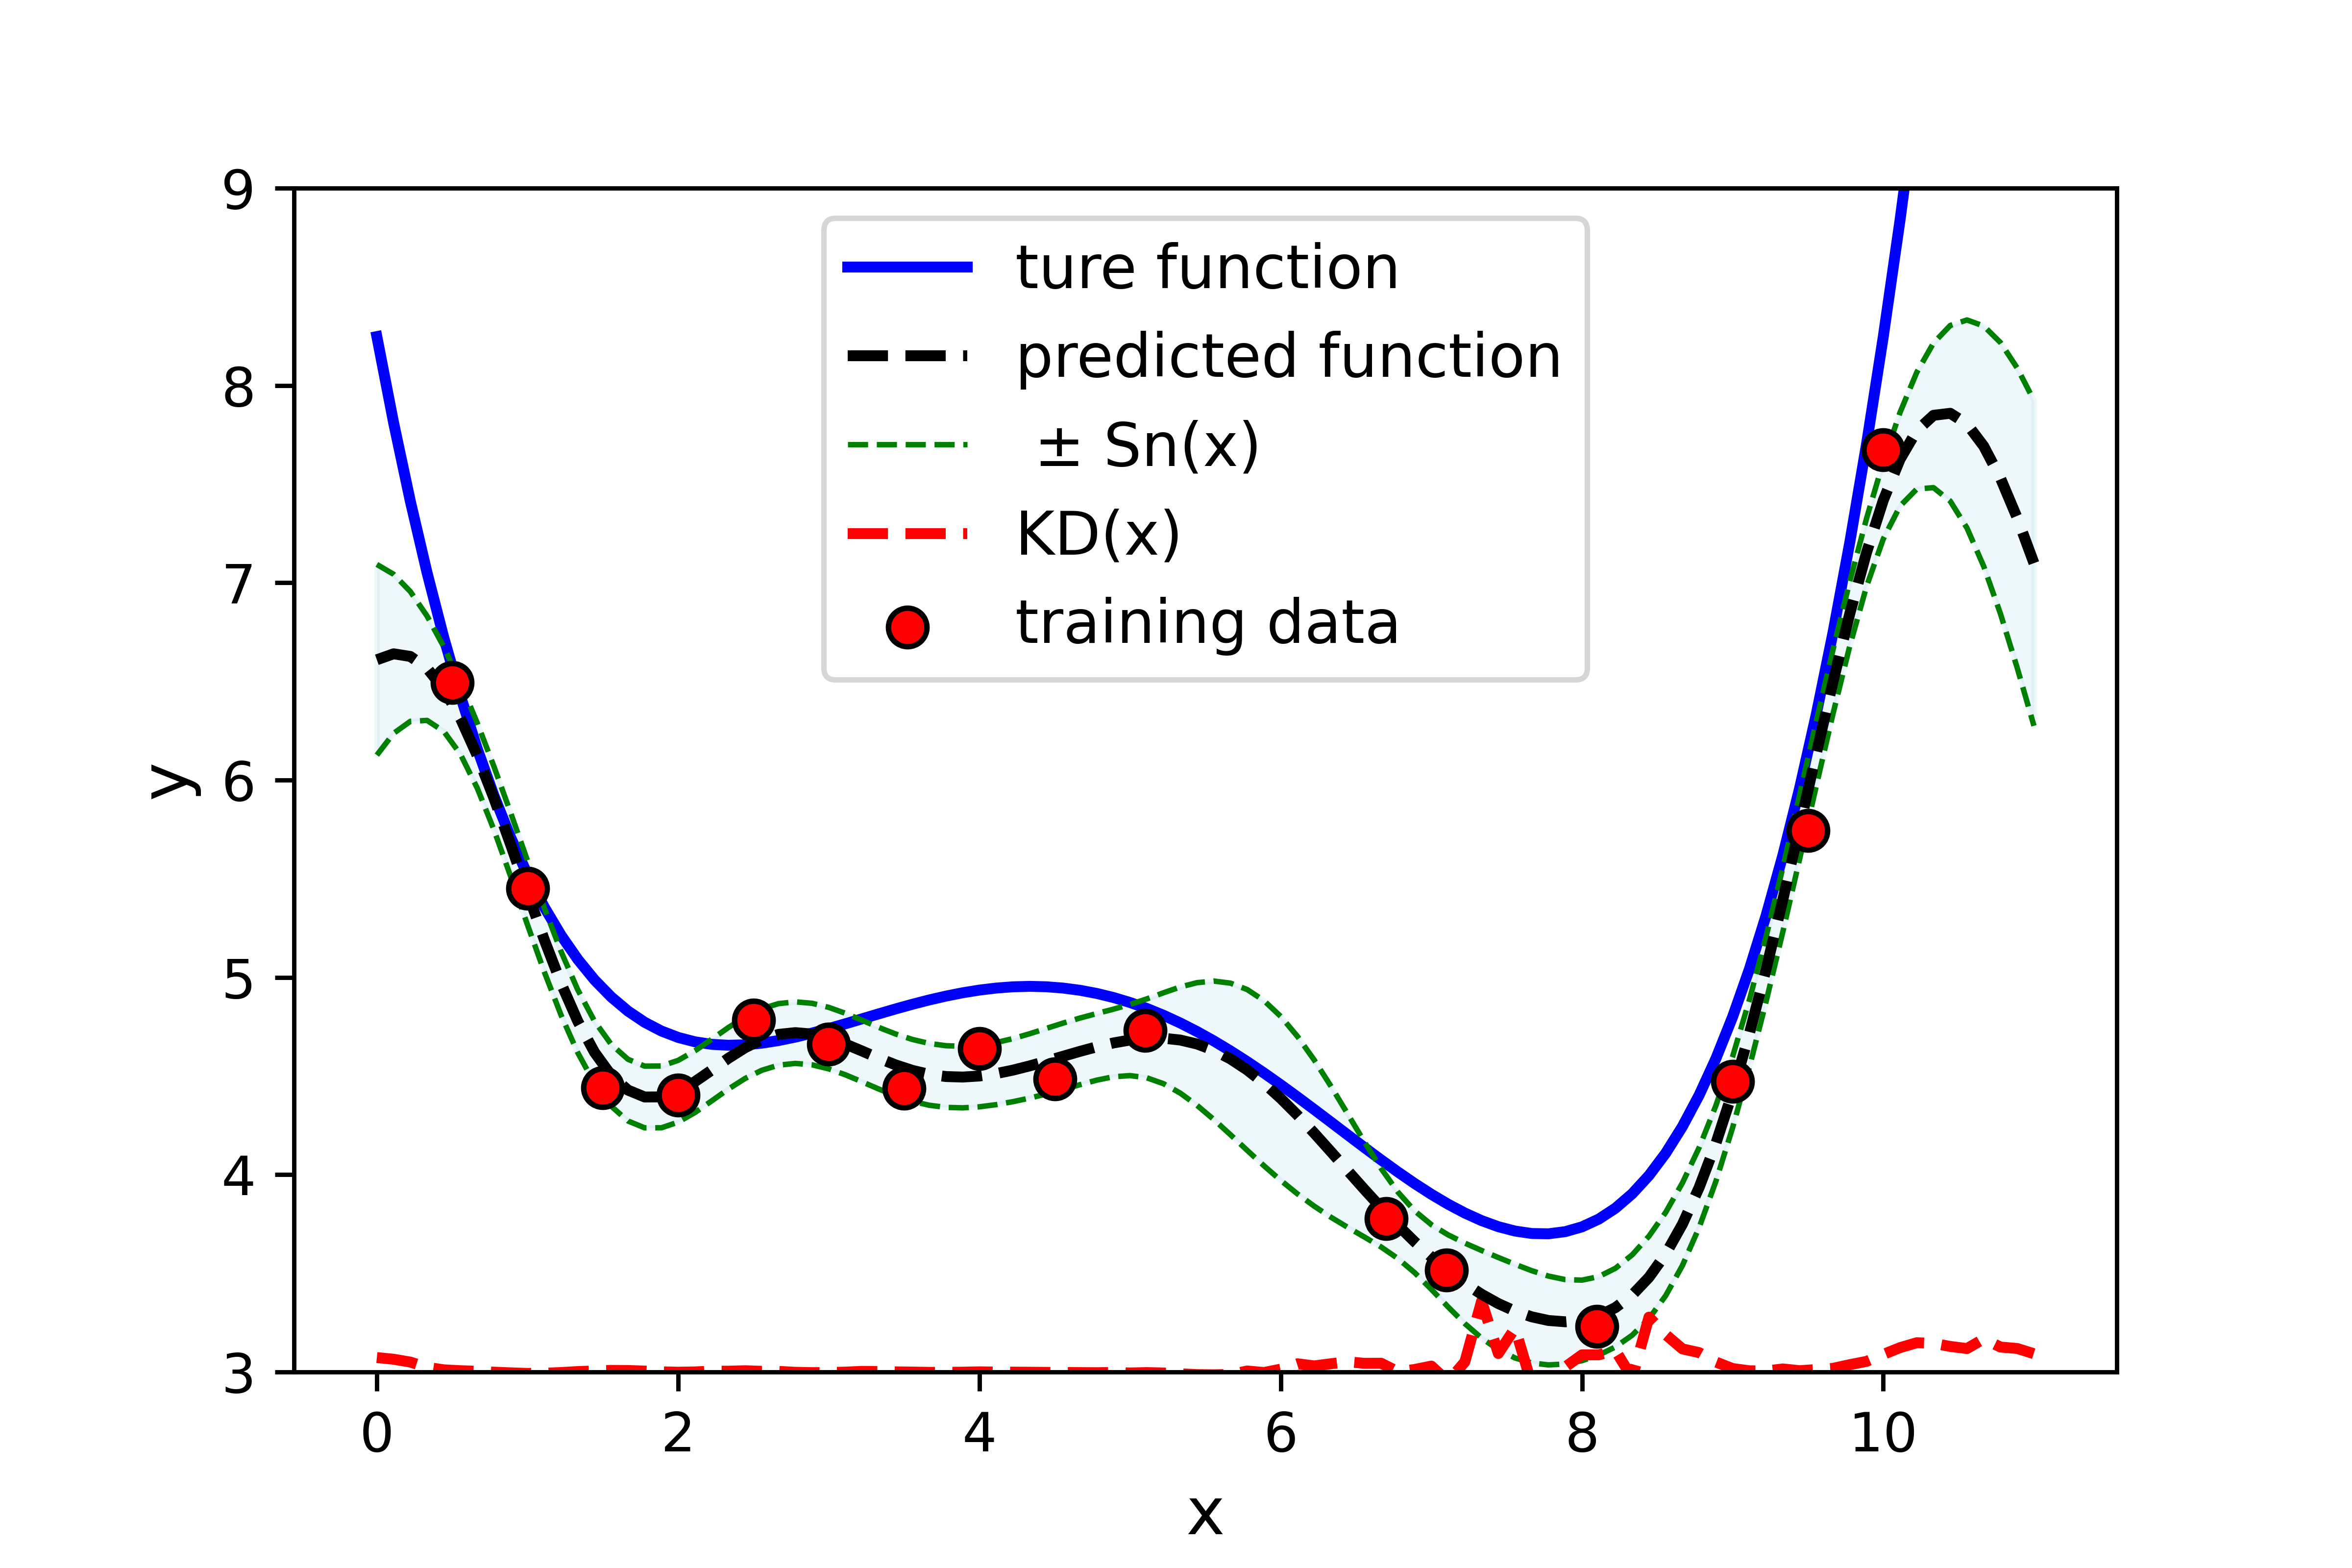 9
8
7
6
5
4
3
y
ture function
predicted function
± Sn(x)
KD(x)
training data
0 2 4 6 8 10
x